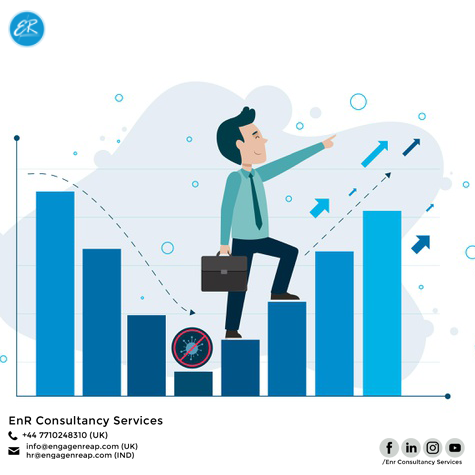 ER
EnR Consultancy Services
+44 7710248310 (UK)
info@engagenreap.com (UK)
hr@engagenreap.com (IND)
/Enr Consultancy Services